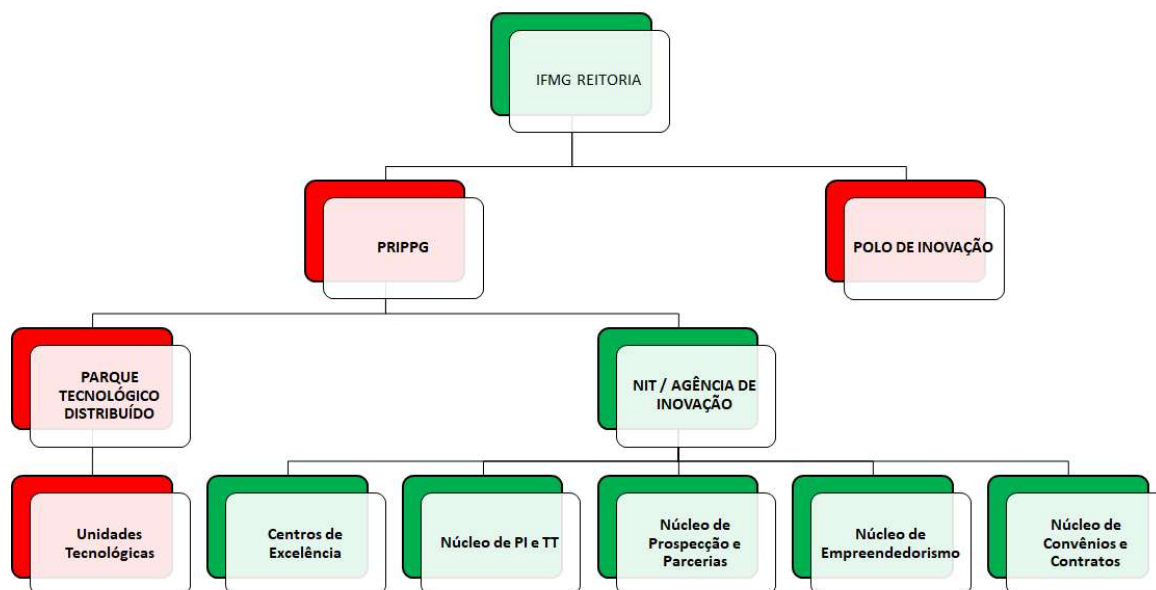 IFMG REITORIA
PRIPPG
POLO DE INOVAÇÃO
PARQUE
TECNOLÓGICO
DISTRIBUÍDO
NIT / AGÊNCIA DE
INOVAÇÃO
Unidades
Tecnológicas
Centros de
Excelência
Núcleo de PI e TT
Núcleo de
Prospecção e
Parcerias
Núcleo de
Empreendedorismo
Núcleo de
Convênios e
Contratos